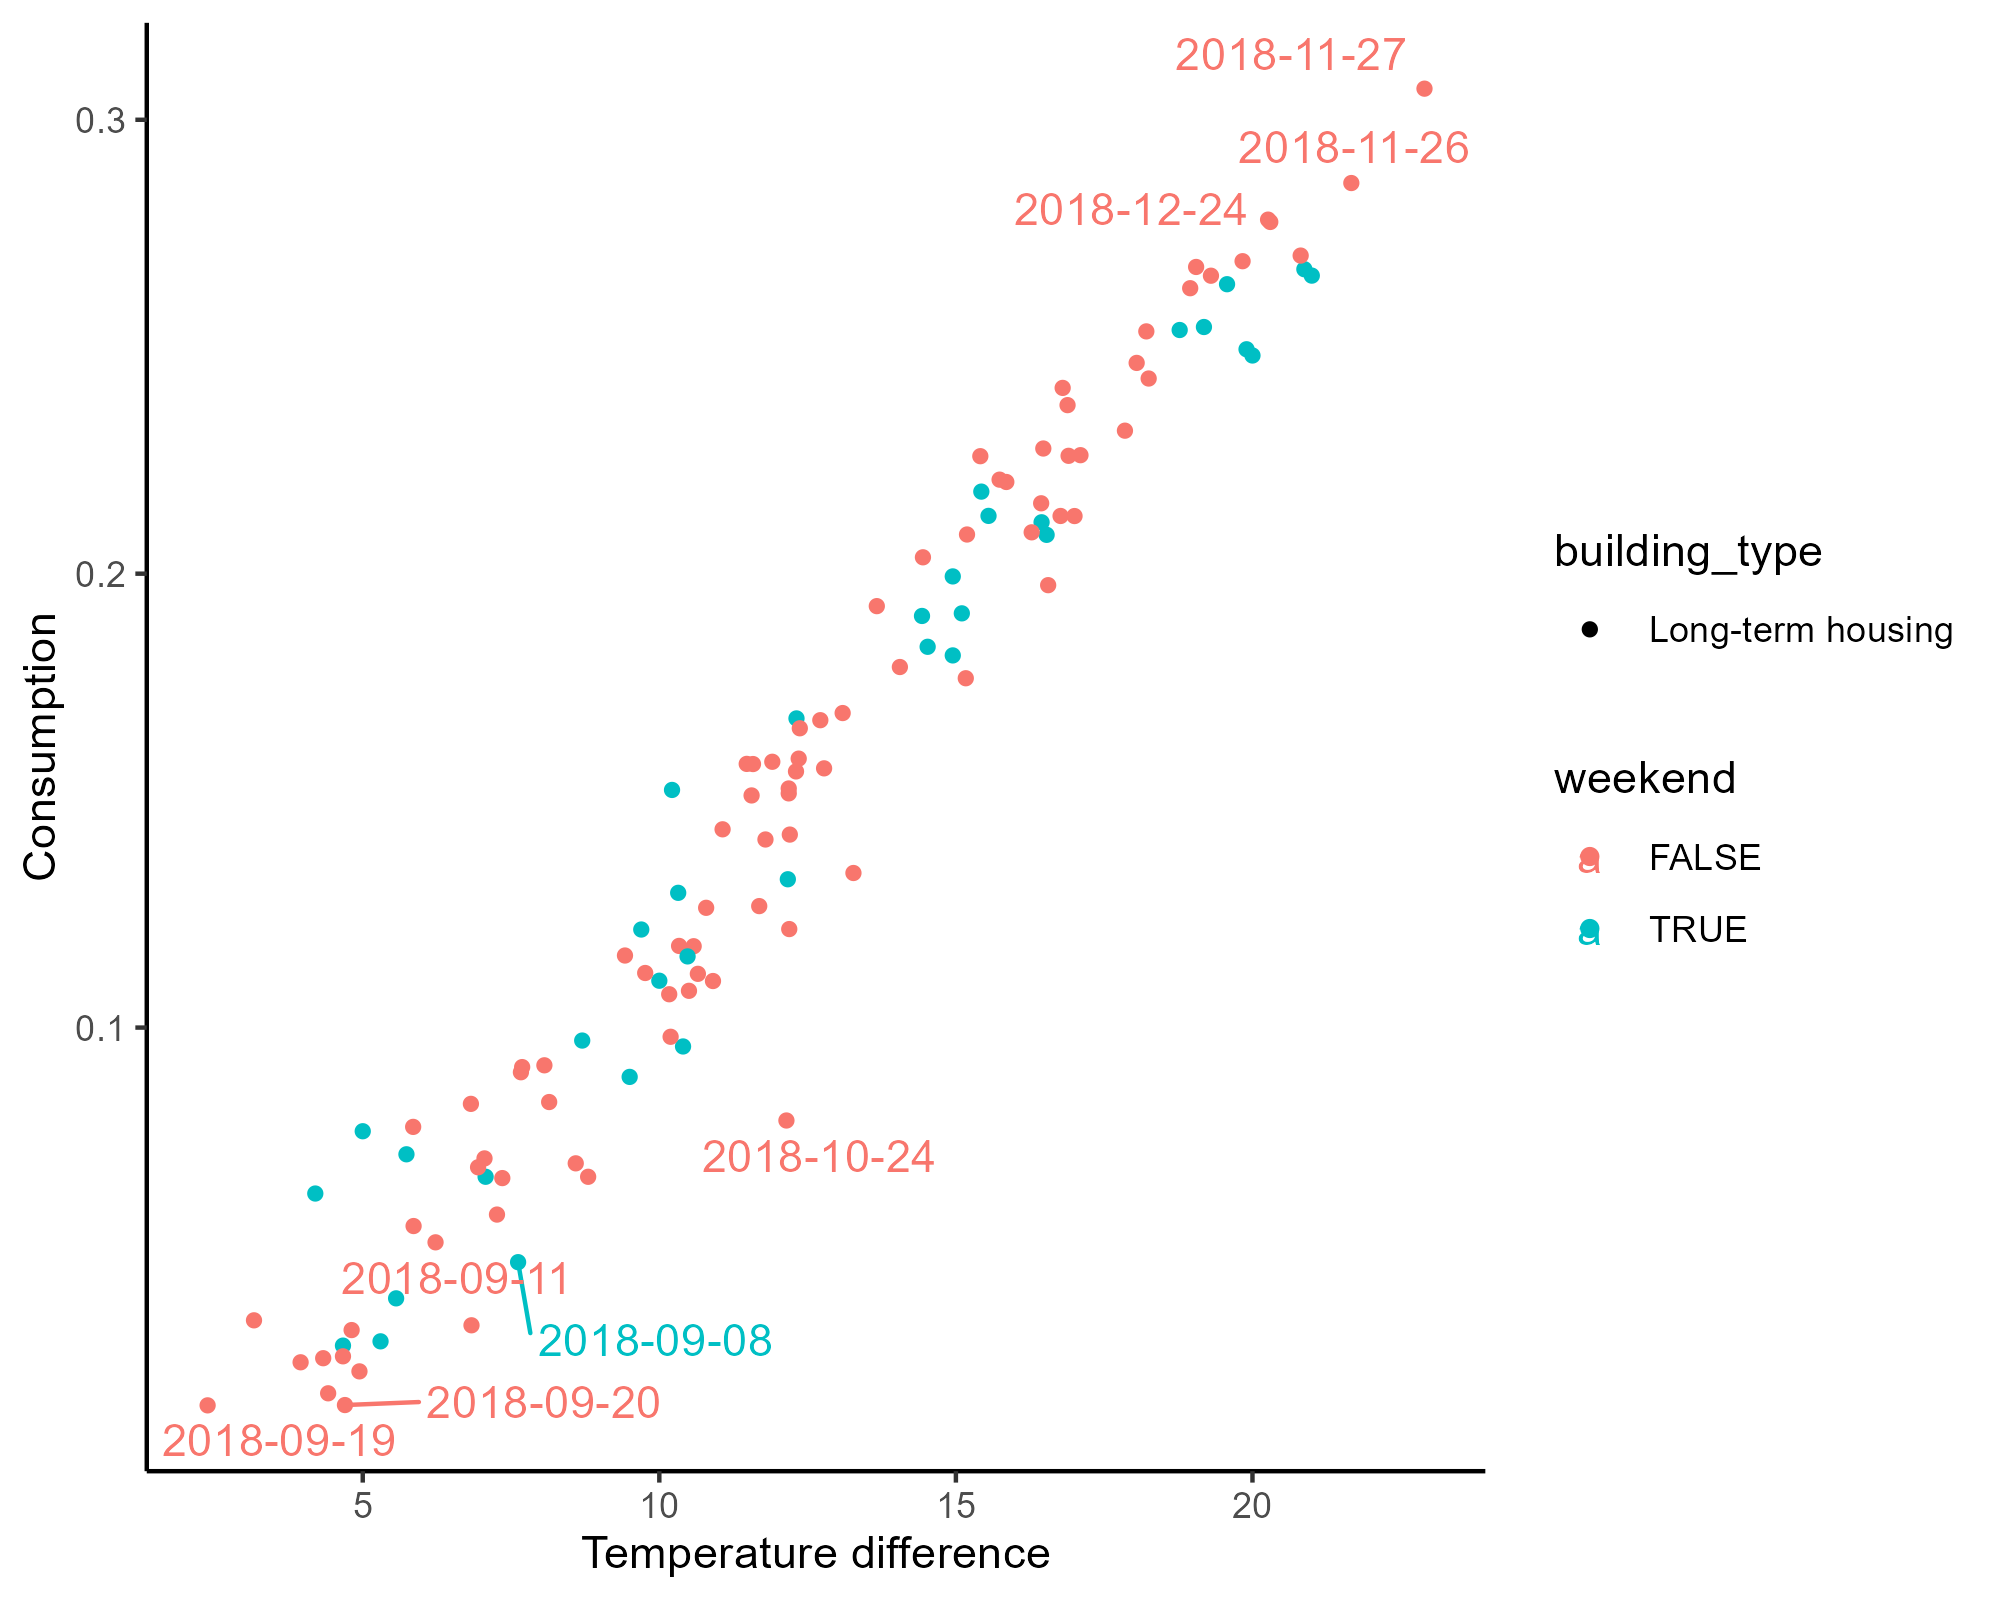 2018-11-27
0.3
2018-11-26
2018-12-24
building_type
0.2
Long-term housing
Consumption
weekend
a FALSE
a TRUE
0.1
2018-10-24
2018-09-11
2018-09-08
2018-09-20
2018-09-19
5 10 15 20
Temperature difference